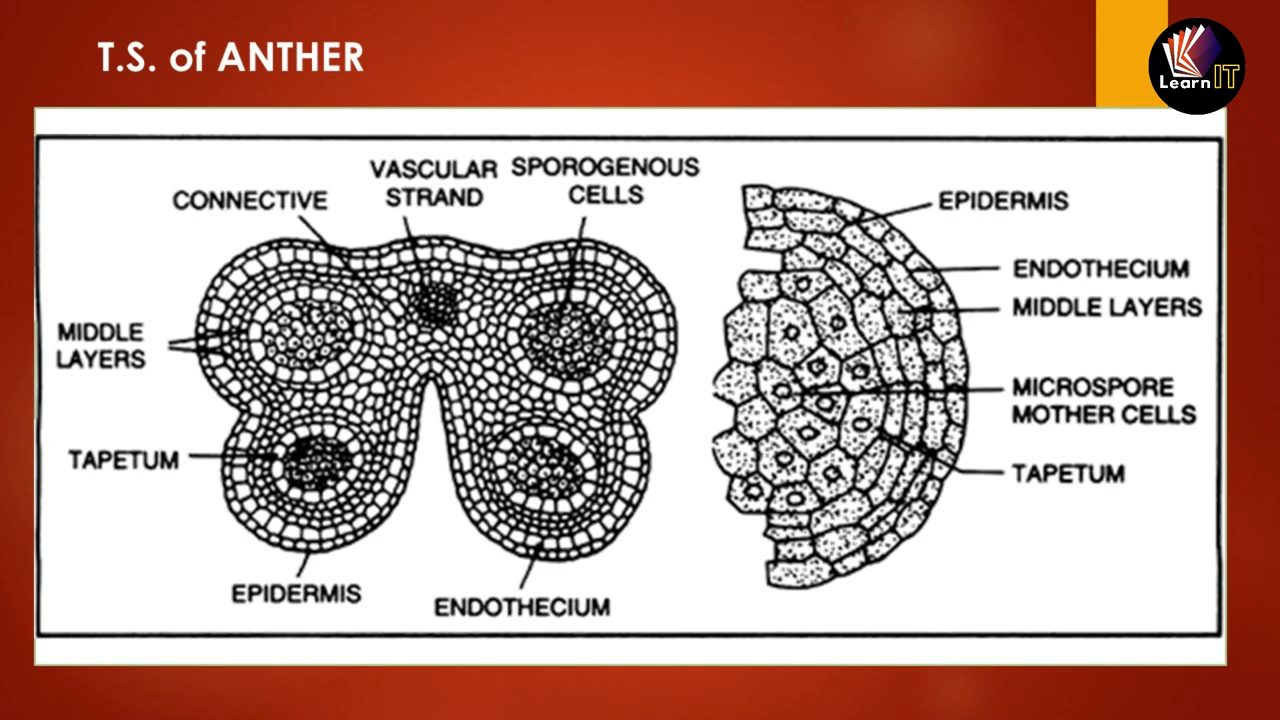 T.S. of ANTHER
Learn IT
CONNECTIVE
VASCULAR
STRAND
SPOROGENOUS
CELLS
MIDDLE
LAYERS
TAPETUM
EPIDERMIS
ENDOTHECIUM
EPIDERMIS
ENDOTHECIUM
MIDDLE LAYERS
MICROSPORE
MOTHER CELLS
TAPETUM